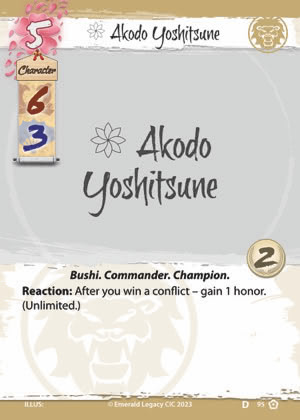 5
Akodo Yoshitsune
Character
6
3
Akodo
Yoshitsune
2
Bushi. Commander. Champion.
Reaction: After you win a conflict – gain 1 honor.
(Unlimited.)
ILLUS:
© Emerald Legacy CIC 2023
D 95